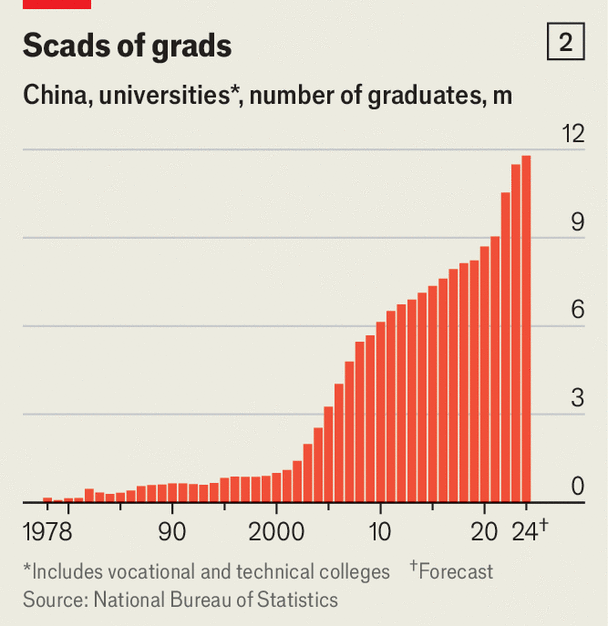 Scads of grads
2
China, universities*, number of graduates, m
12
9
6
3
0
1978 90 2000 10 20 24†
*Includes vocational and technical colleges †Forecast
Source: National Bureau of Statistics